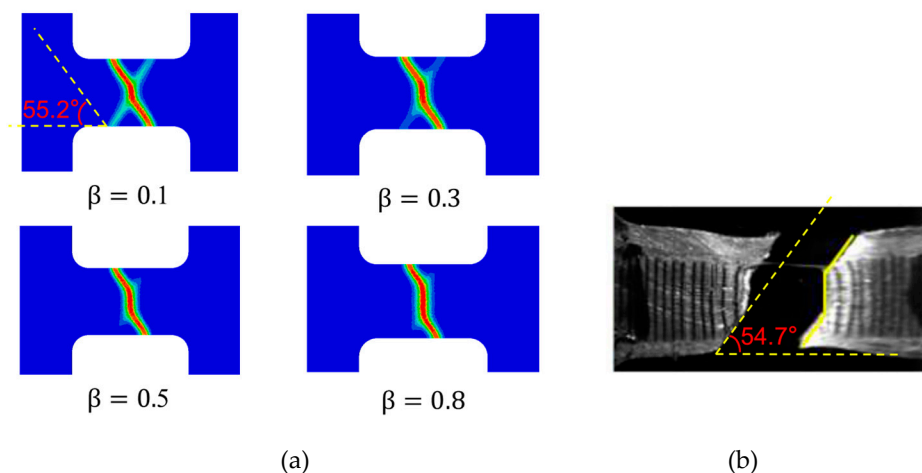 55.2°
β = 0.1
β = 0.3
54.7°
β = 0.5
β = 0.8
(a)
(b)